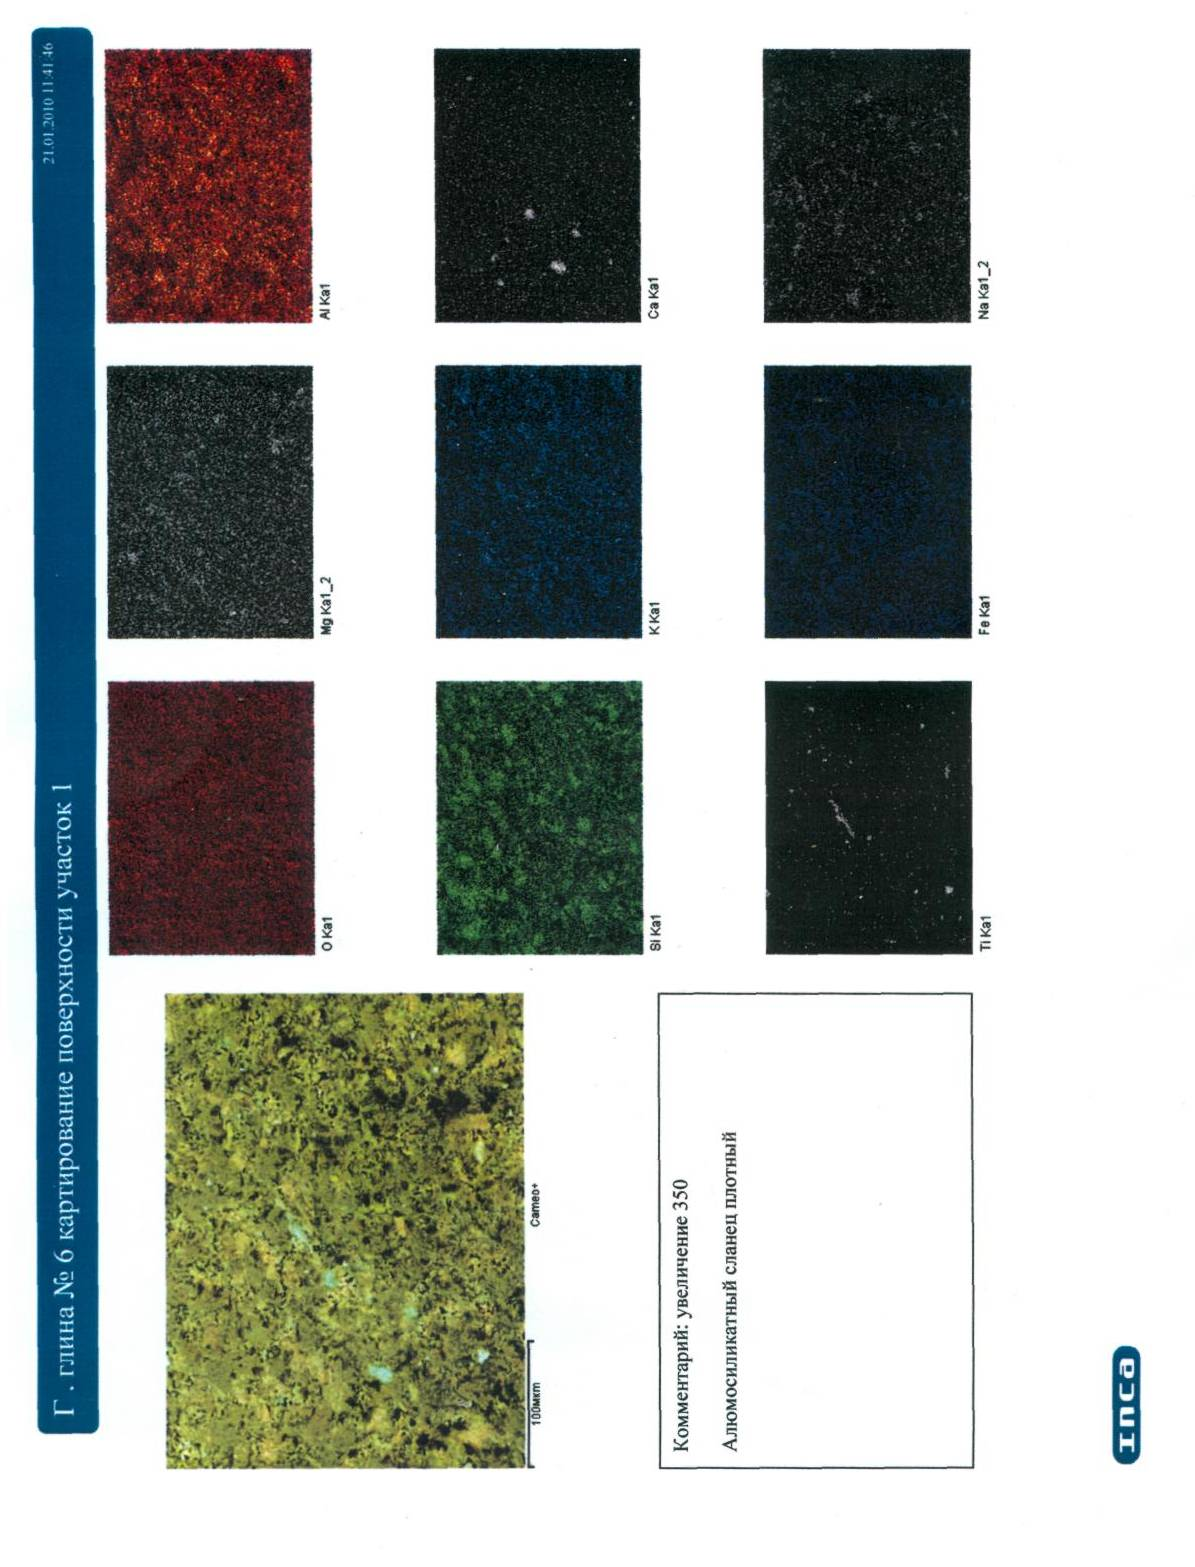 Г . глина № 6 картирование поверхности участок 1
21.01.2010 11:41:46
O Ka1
Mg Ka1_2
Al Ka1
Cameo+
100мкm
Si Ka1
K Ka1
Ca Ka1
Комментарий: увеличение 350
Алюмосиликатный сланец плотный
Ti Ka1
Fe Ka1
Na Ka1_2
INCA